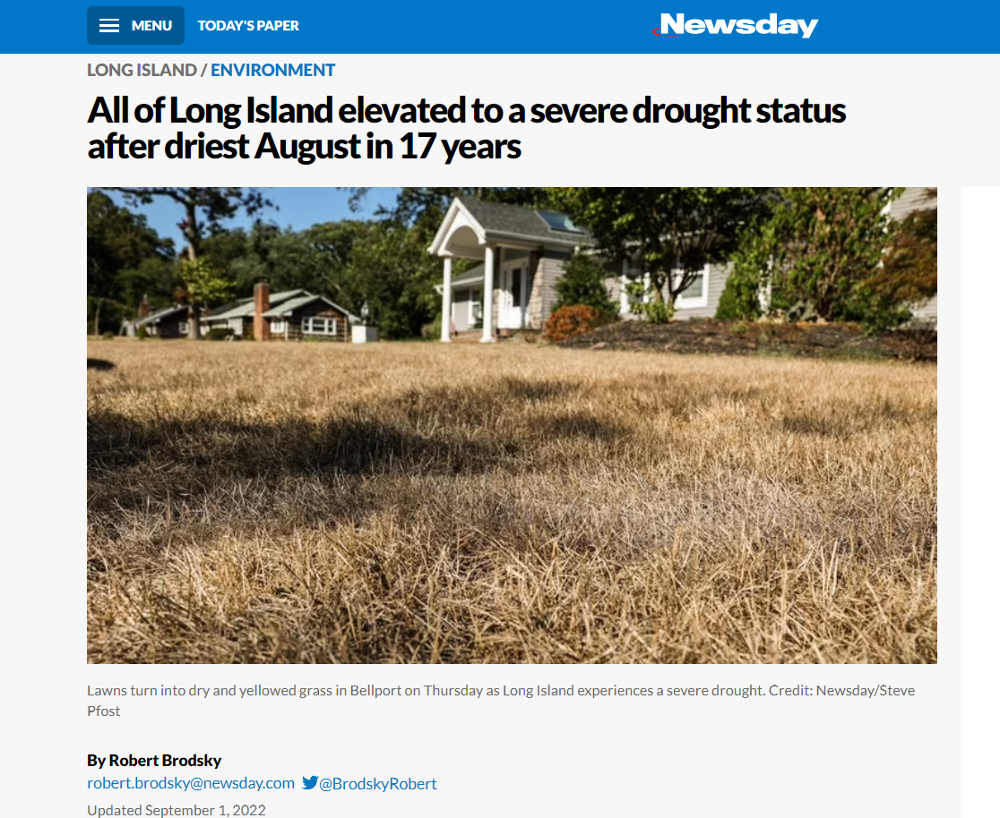 MENU
TODAY'S PAPER
Newsday
LONG ISLAND / ENVIRONMENT
All of Long Island elevated to a severe drought status
after driest August in 17 years
Lawns turn into dry and yellowed grass in Bellport on Thursday as Long Island experiences a severe drought. Credit: Newsday/Steve
Pfost
By Robert Brodsky
robert.brodsky@newsday.com @BrodskyRobert
Updated September 1, 2022